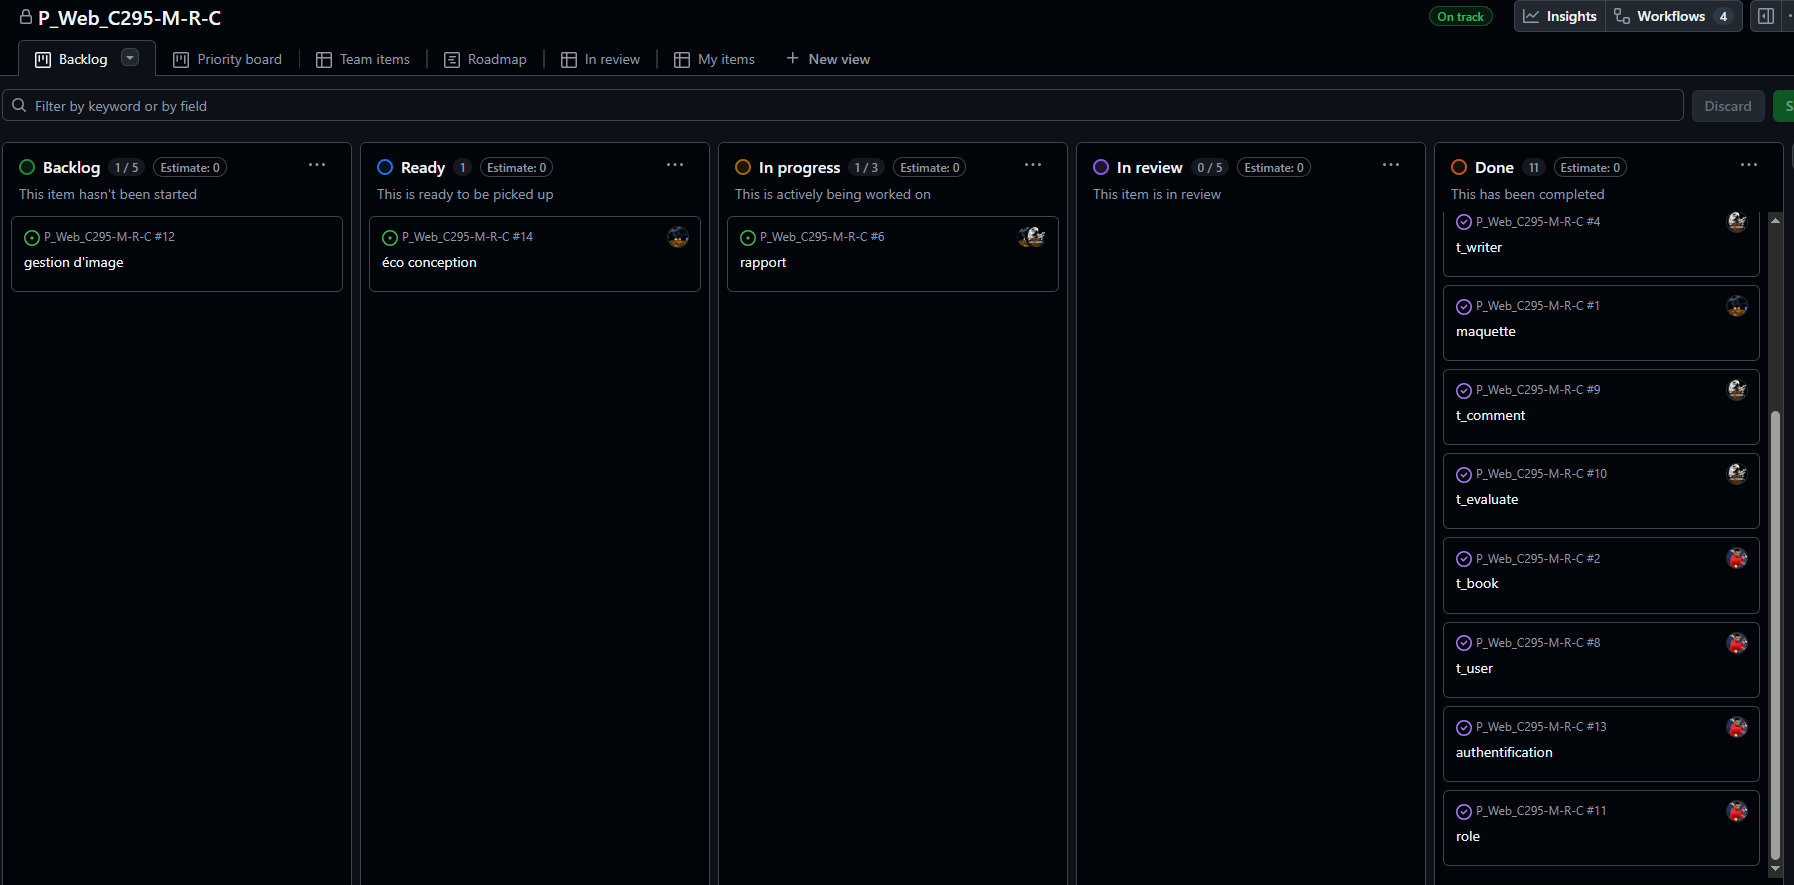 P_Web_C295-M-R-C
On track
Insights
Workflows 4
Backlog
Priority board
Team items
Roadmap
In review
My items
New view
Filter by keyword or by field
Discard
S
Backlog 1 / 5 Estimate: 0
This item hasn't been started
P_Web_C295-M-R-C #12
gestion d'image
Ready 1 Estimate: 0
This is ready to be picked up
P_Web_C295-M-R-C #14
éco conception
In progress 1 / 3 Estimate: 0
This is actively being worked on
P_Web_C295-M-R-C #6
rapport
In review 0 / 5 Estimate: 0
This item is in review
Done 11 Estimate: 0
This has been completed
P_Web_C295-M-R-C #4
t_writer
P_Web_C295-M-R-C #1
maquette
P_Web_C295-M-R-C #9
t_comment
P_Web_C295-M-R-C #10
t_evaluate
P_Web_C295-M-R-C #2
t_book
P_Web_C295-M-R-C #8
t_user
P_Web_C295-M-R-C #13
authentification
P_Web_C295-M-R-C #11
role